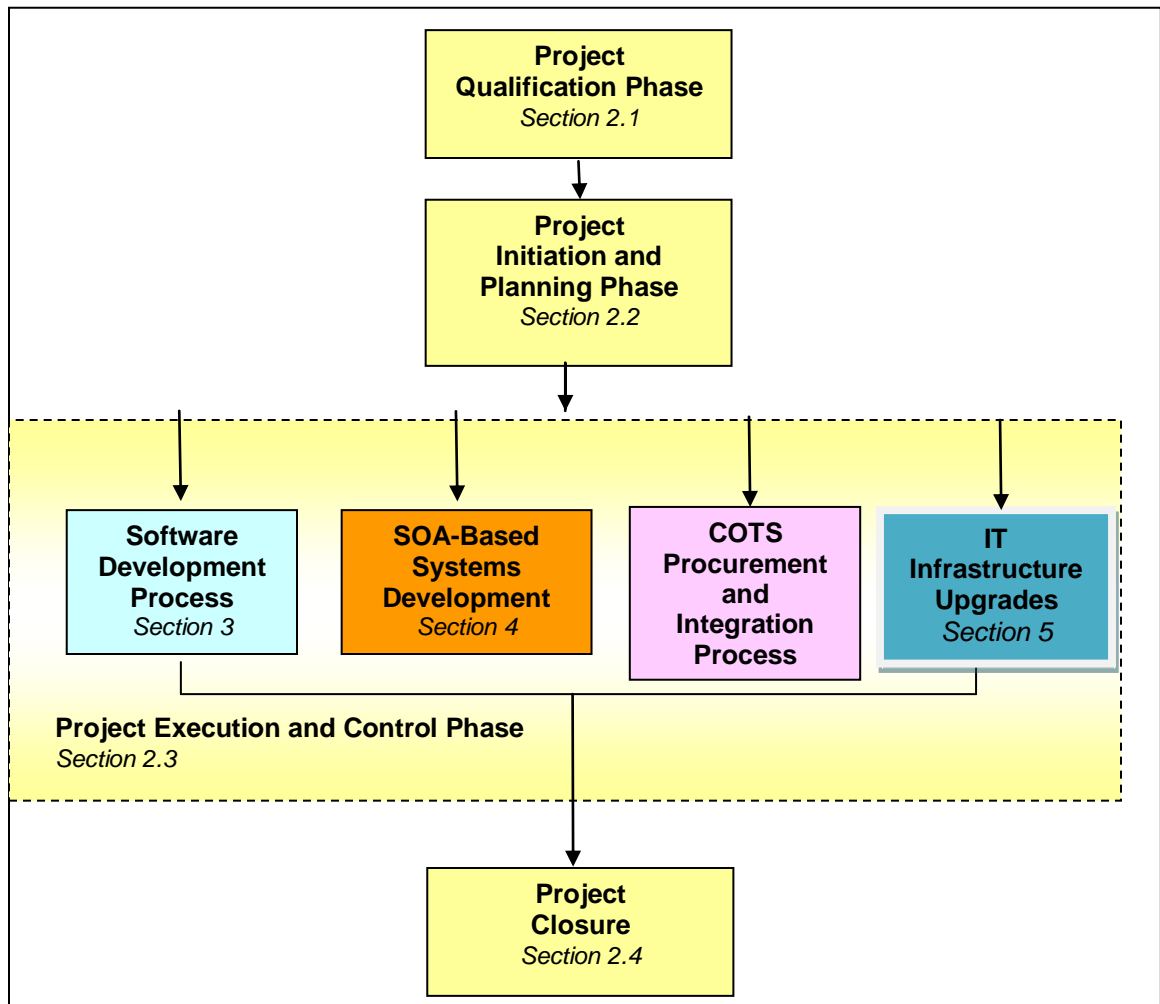 Project
Qualification Phase
Section 2.1
Project
Initiation and
Planning Phase
Section 2.2
Software
Development
Process
Section 3
SOA-Based
Systems
Development
Section 4
COTS
Procurement
and
Integration
Process
IT
Infrastructure
Upgrades
Section 5
Project Execution and Control Phase
Section 2.3
Project
Closure
Section 2.4